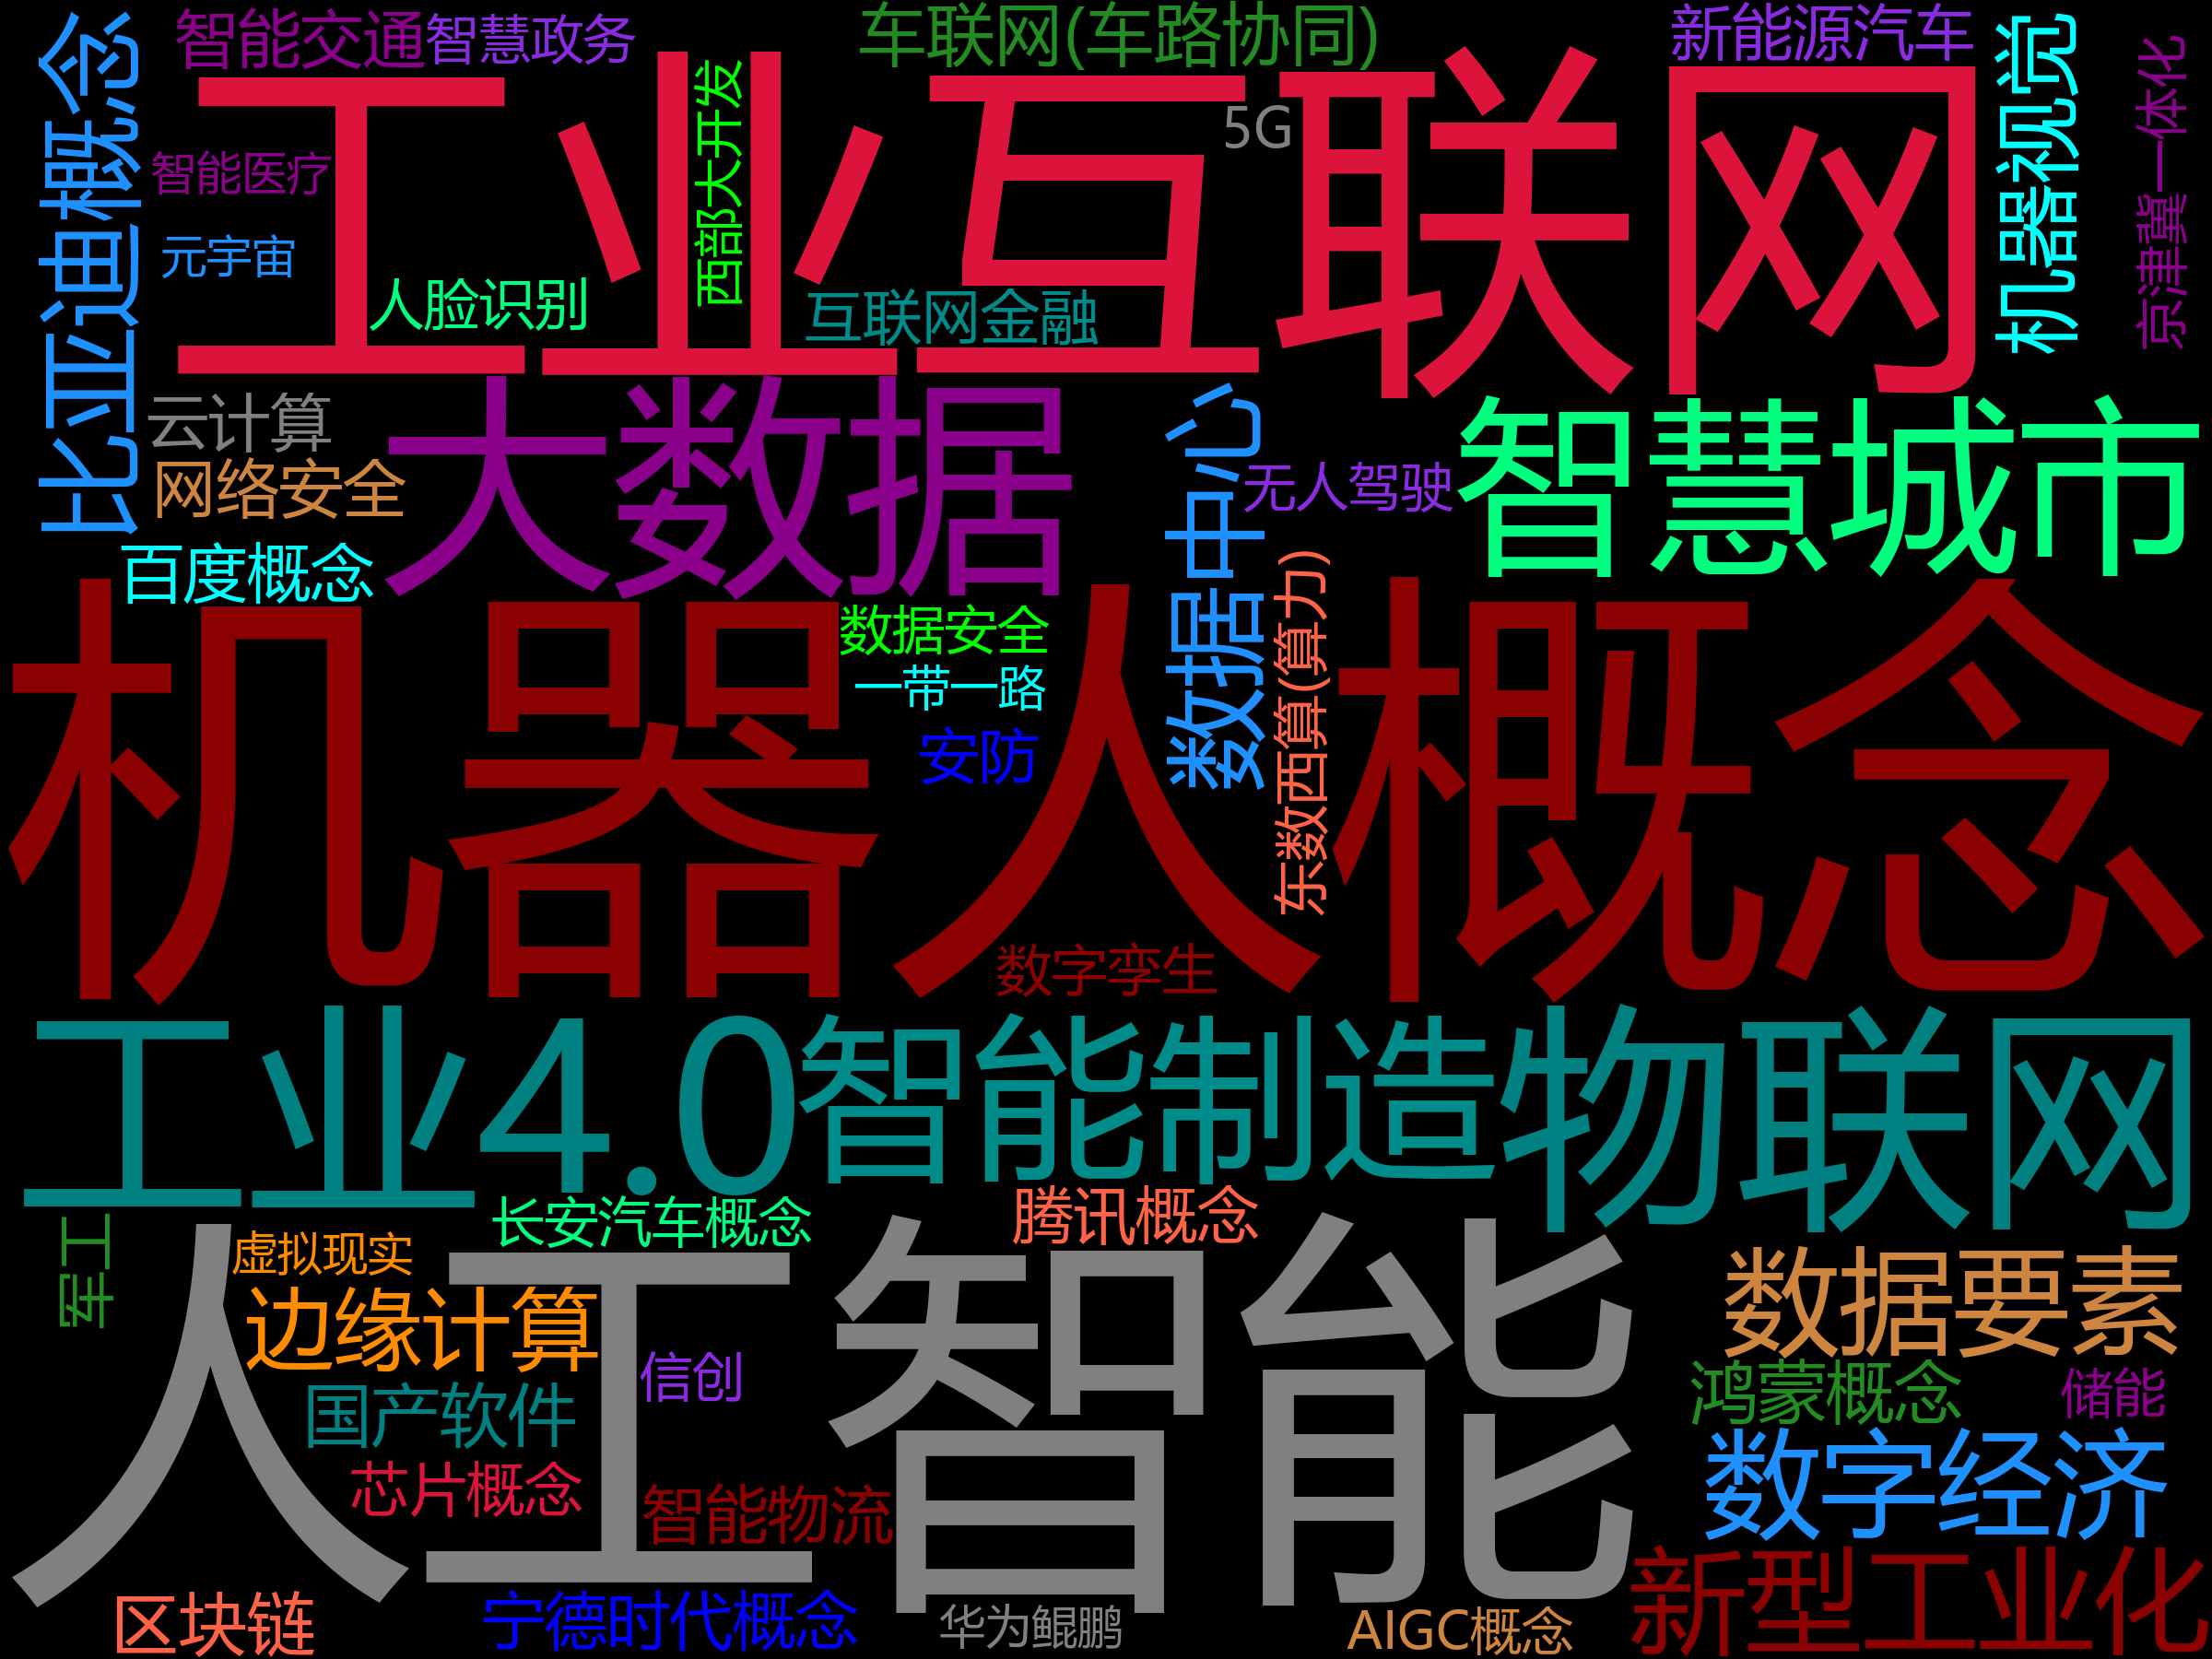 智能交通
智慧政务
车联网(车路协同)
新能源汽车
比亚迪概念
工业互联网
机器视觉
京津冀一体化
西部大开发
5G
智能医疗
元宇宙
人脸识别
互联网金融
云计算
大数据
数据中心
智慧城市
网络安全
无人驾驶
百度概念
东数西算(算力)
机器人概念
数据安全
一带一路
安防
数字孪生
工业4.0
智能制造
物联网
长安汽车概念
腾讯概念
军工
人工智能
虚拟现实
数据要素
边缘计算
信创
鸿蒙概念
储能
国产软件
数字经济
芯片概念
智能物流
新型工业化
区块链
宁德时代概念
华为鲲鹏
AIGC概念